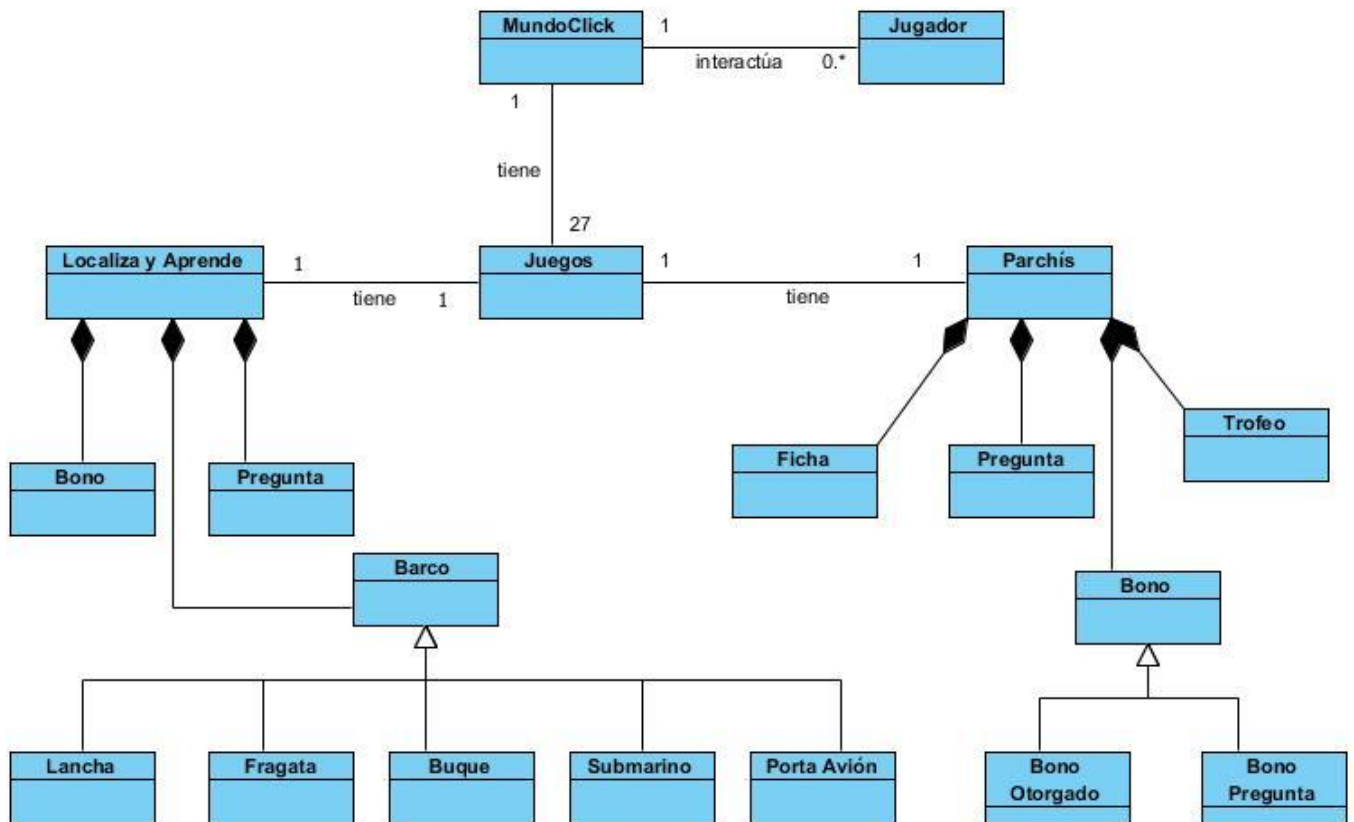 MundoClick
1
Jugador
interactúa
0.*
1
tiene
27
Localiza y Aprende
1
tiene
1
Juegos
1
tiene
1
Parchís
Bono
Pregunta
Ficha
Pregunta
Trofeo
Barco
Bono
Lancha
Fragata
Buque
Submarino
Porta Avión
Bono
Otorgado
Bono
Pregunta